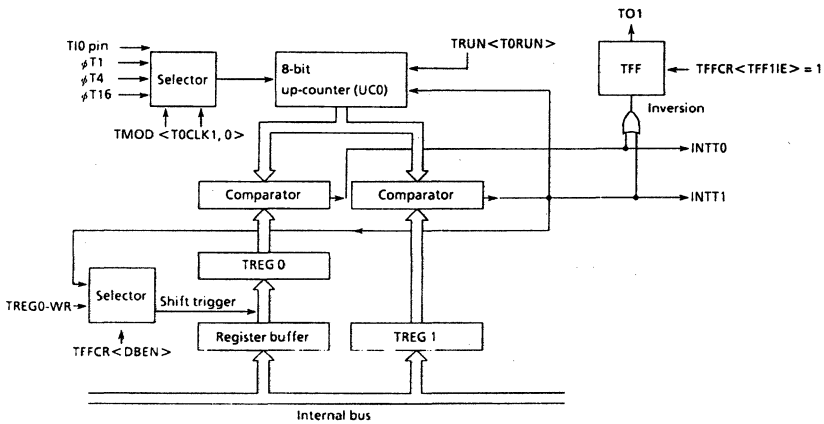 TO1
TI0 pin
φT1
φT4
φT16
Selector
TMOD <T0CLK1, 0>
8-bit
up-counter (UC0)
TRUN<T0RUN>
TFF
TFFCR<TFF1IE> = 1
Inversion
INTT0
Comparator
Comparator
INTT1
TREG 0
Selector
TREG0-WR
Shift trigger
TFFCR<DBEN>
Register buffer
TREG 1
Internal bus